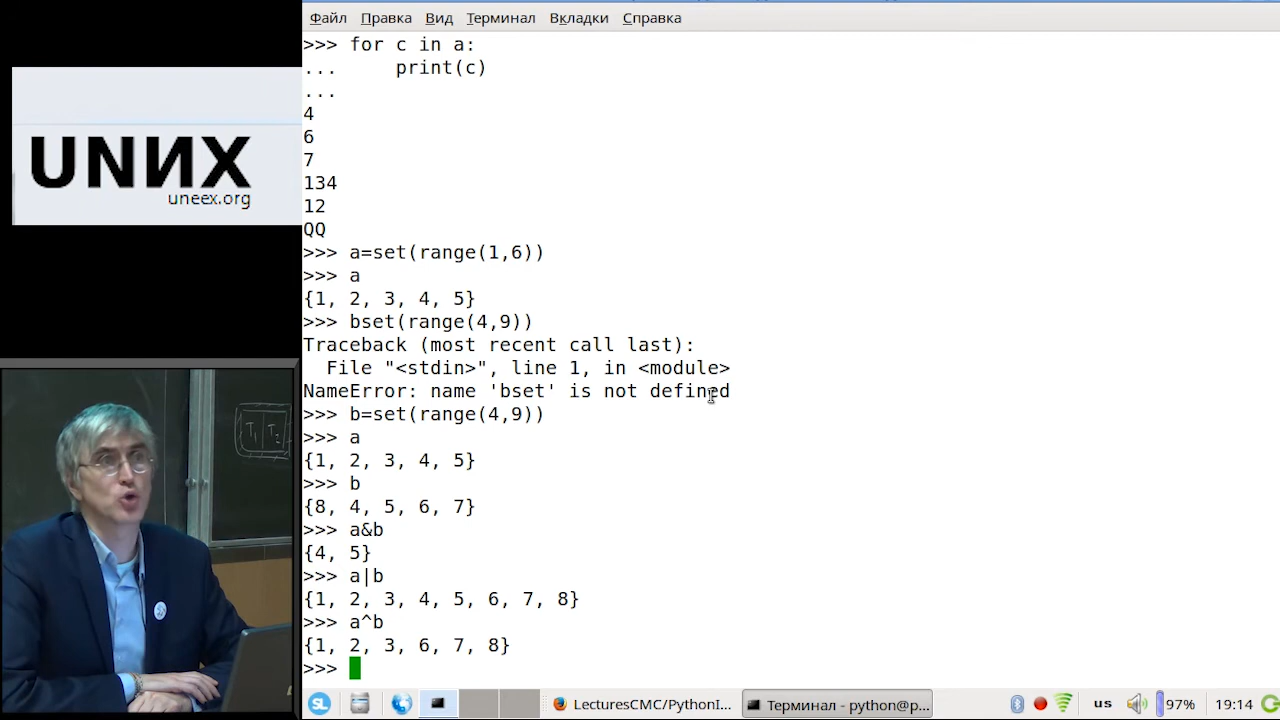 Файл Правка Вид Терминал Вкладки Справка
UNИX
uneex.org
T1 T2
>>> for c in a:
...     print(c)
...
4
6
7
134
12
QQ
>>> a=set(range(1,6))
>>> a
{1, 2, 3, 4, 5}
>>> bset(range(4,9))
Traceback (most recent call last):
  File "<stdin>", line 1, in <module>
NameError: name 'bset' is not defined
>>> b=set(range(4,9))
>>> a
{1, 2, 3, 4, 5}
>>> b
{8, 4, 5, 6, 7}
>>> a&b
{4, 5}
>>> a|b
{1, 2, 3, 4, 5, 6, 7, 8}
>>> a^b
{1, 2, 3, 6, 7, 8}
>>>
SL LecturesCMC/PythonI... Терминал - python@p... us 97% 19:14